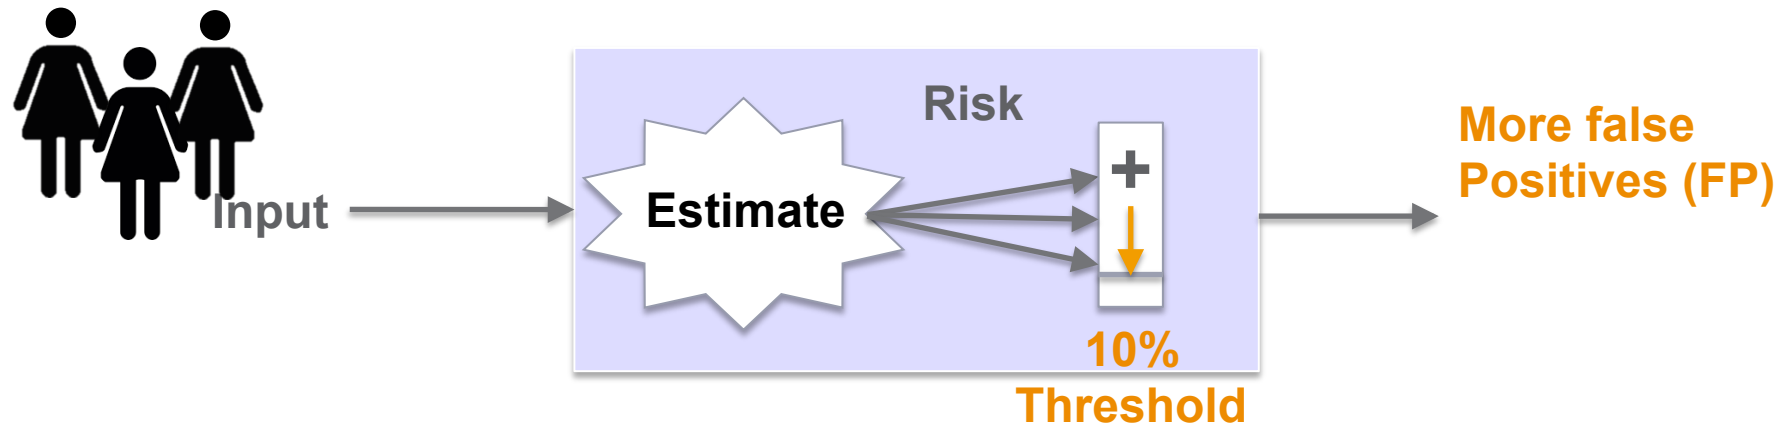 Input
Estimate
Risk
+
10%
Threshold
More false
Positives (FP)